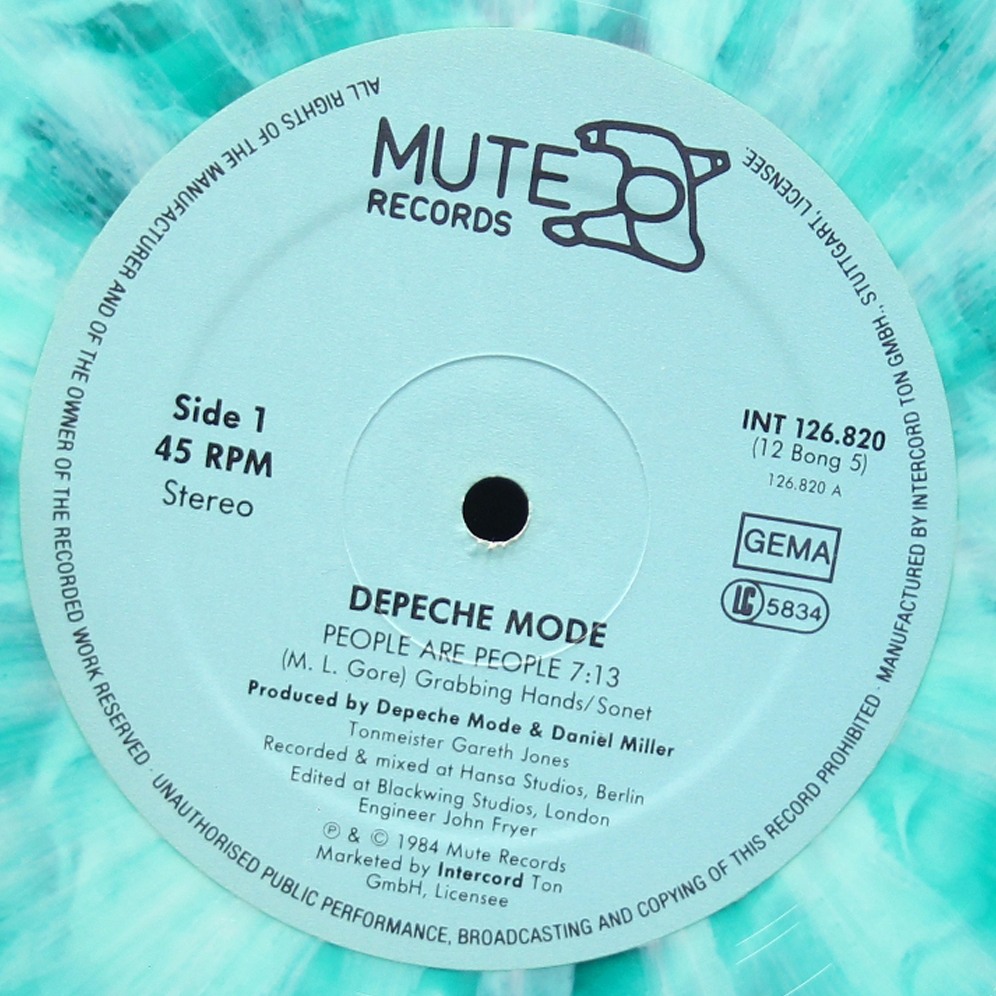 MUTE
RECORDS
Side 1
45 RPM
Stereo
INT 126.820
(12 Bong 5)
126.820 A
GEMA
LC 5834
DEPECHE MODE
PEOPLE ARE PEOPLE 7:13
(M. L. Gore) Grabbing Hands/Sonet
Produced by Depeche Mode & Daniel Miller
Tonmeister Gareth Jones
Recorded & mixed at Hansa Studios, Berlin
Edited at Blackwing Studios, London
Engineer John Fryer
℗ & © 1984 Mute Records
Marketed by Intercord Ton
GmbH, Licensee
ALL RIGHTS OF THE MANUFACTURER AND OF THE OWNER OF THE RECORDED WORK RESERVED · UNAUTHORISED PUBLIC PERFORMANCE, BROADCASTING AND COPYING OF THIS RECORD PROHIBITED · MANUFACTURED BY INTERCORD TON GMBH., STUTTGART, LICENSEE.